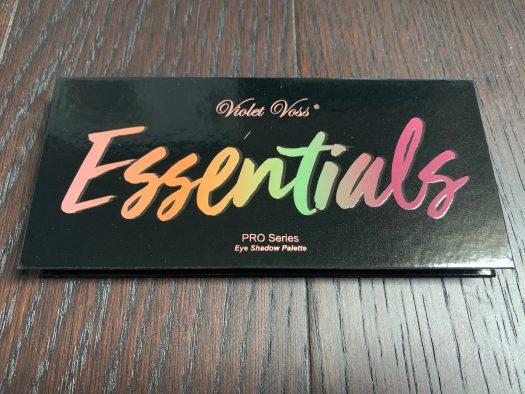 Violet Voss®
Essentials
PRO Series
Eye Shadow Palette